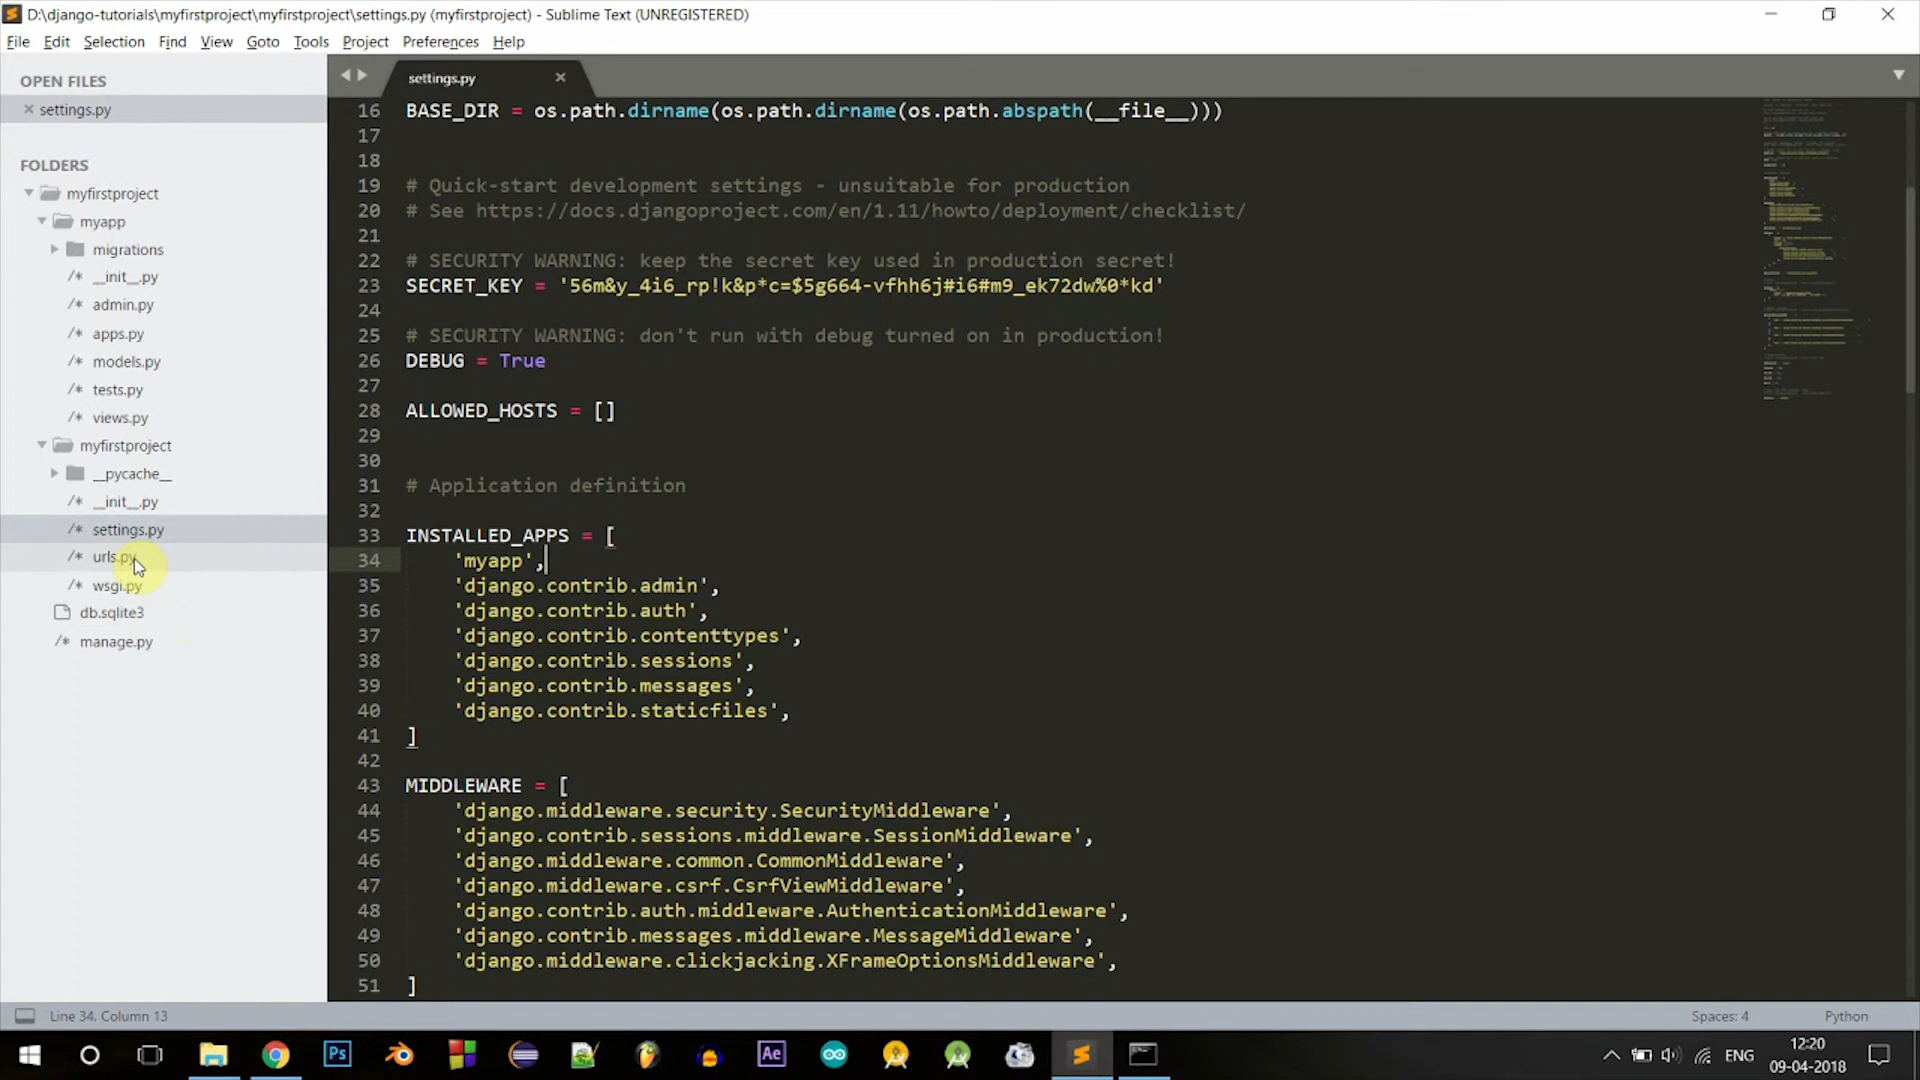 D:\django-tutorials\myfirstproject\myfirstproject\settings.py (myfirstproject) - Sublime Text (UNREGISTERED)
File Edit Selection Find View Goto Tools Project Preferences Help
OPEN FILES
settings.py
FOLDERS
myfirstproject
myapp
migrations
/* __init__.py
/* admin.py
/* apps.py
/* models.py
/* tests.py
/* views.py
myfirstproject
__pycache__
/* __init__.py
/* settings.py
/* urls.py
/* wsgi.py
db.sqlite3
/* manage.py
settings.py
16 BASE_DIR = os.path.dirname(os.path.dirname(os.path.abspath(__file__)))
17
18
19 # Quick-start development settings - unsuitable for production
20 # See https://docs.djangoproject.com/en/1.11/howto/deployment/checklist/
21
22 # SECURITY WARNING: keep the secret key used in production secret!
23 SECRET_KEY = '56m&y_4i6_rp!k&p*c=$5g664-vfhh6j#i6#m9_ek72dw%0*kd'
24
25 # SECURITY WARNING: don't run with debug turned on in production!
26 DEBUG = True
27
28 ALLOWED_HOSTS = []
29
30
31 # Application definition
32
33 INSTALLED_APPS = [
34 'myapp',
35 'django.contrib.admin',
36 'django.contrib.auth',
37 'django.contrib.contenttypes',
38 'django.contrib.sessions',
39 'django.contrib.messages',
40 'django.contrib.staticfiles',
41 ]
42
43 MIDDLEWARE = [
44 'django.middleware.security.SecurityMiddleware',
45 'django.contrib.sessions.middleware.SessionMiddleware',
46 'django.middleware.common.CommonMiddleware',
47 'django.middleware.csrf.CsrfViewMiddleware',
48 'django.contrib.auth.middleware.AuthenticationMiddleware',
49 'django.contrib.messages.middleware.MessageMiddleware',
50 'django.middleware.clickjacking.XFrameOptionsMiddleware',
51 ]
Line 34, Column 13
Spaces: 4
Python
Ps
Ae
ENG
12:20
09-04-2018